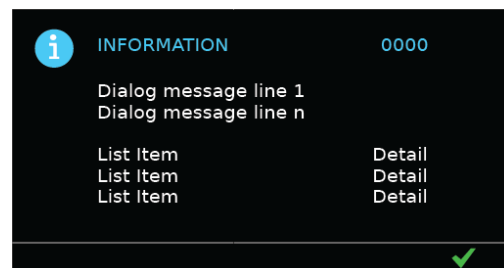 INFORMATION 0000
Dialog message line 1
Dialog message line n
List Item Detail
List Item Detail
List Item Detail